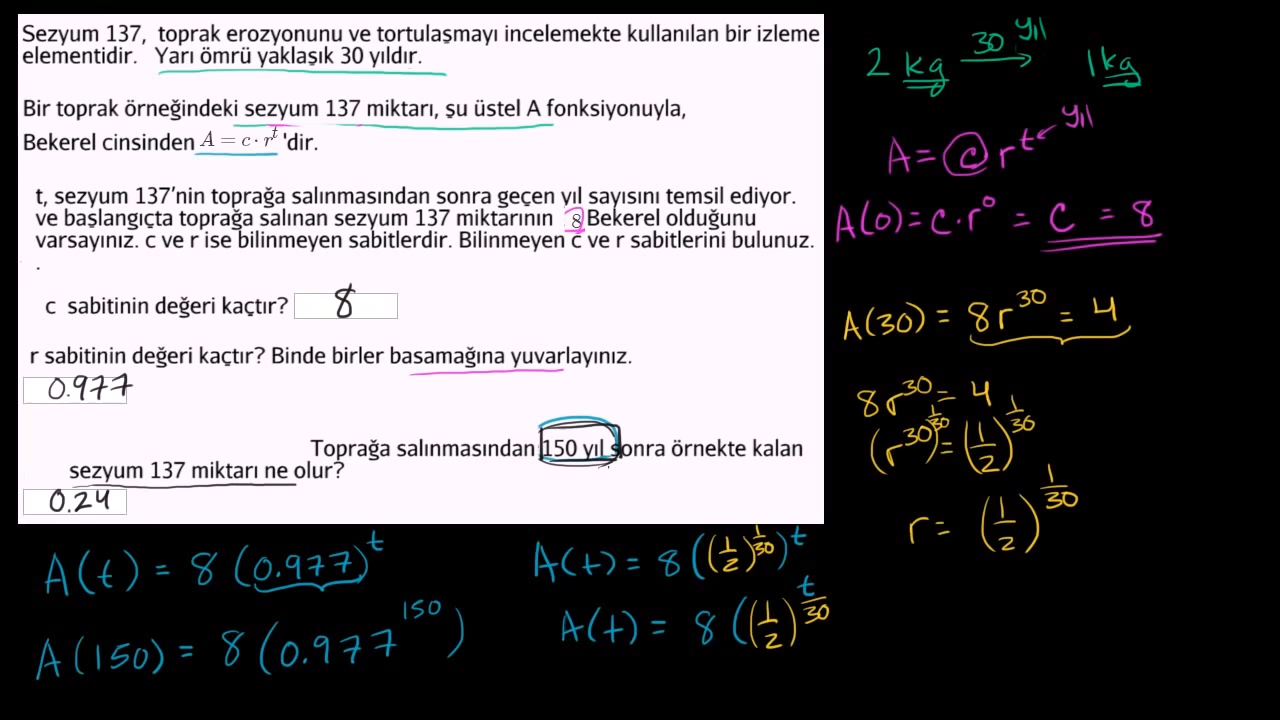 Sezyum 137, toprak erozyonunu ve tortulaşmayı incelemekte kullanılan bir izleme
elementidir. Yarı ömrü yaklaşık 30 yıldır.
Bir toprak örneğindeki sezyum 137 miktarı, şu üstel A fonksiyonuyla,
Bekerel cinsinden A = c · r^t 'dir.
t, sezyum 137'nin toprağa salınmasından sonra geçen yıl sayısını temsil ediyor.
ve başlangıçta toprağa salınan sezyum 137 miktarının 8 Bekerel olduğunu
varsayınız. c ve r ise bilinmeyen sabitlerdir. Bilinmeyen c ve r sabitlerini bulunuz.
.
c sabitinin değeri kaçtır? 8
r sabitinin değeri kaçtır? Binde birler basamağına yuvarlayınız.
0.977
Toprağa salınmasından 150 yıl sonra örnekte kalan
sezyum 137 miktarı ne olur?
0.24
2 kg 30 yıl → 1 kg
A = c r^t ← yıl
A(0) = c · r^0 = c = 8
A(30) = 8r^30 = 4
8r^30 = 4
(r^30)^(1/30) = (1/2)^(1/30)
r = (1/2)^(1/30)
A(t) = 8(0.977)^t
A(150) = 8(0.977^150)
A(t) = 8((1/2)^(1/30))^t
A(t) = 8((1/2)^(t/30)